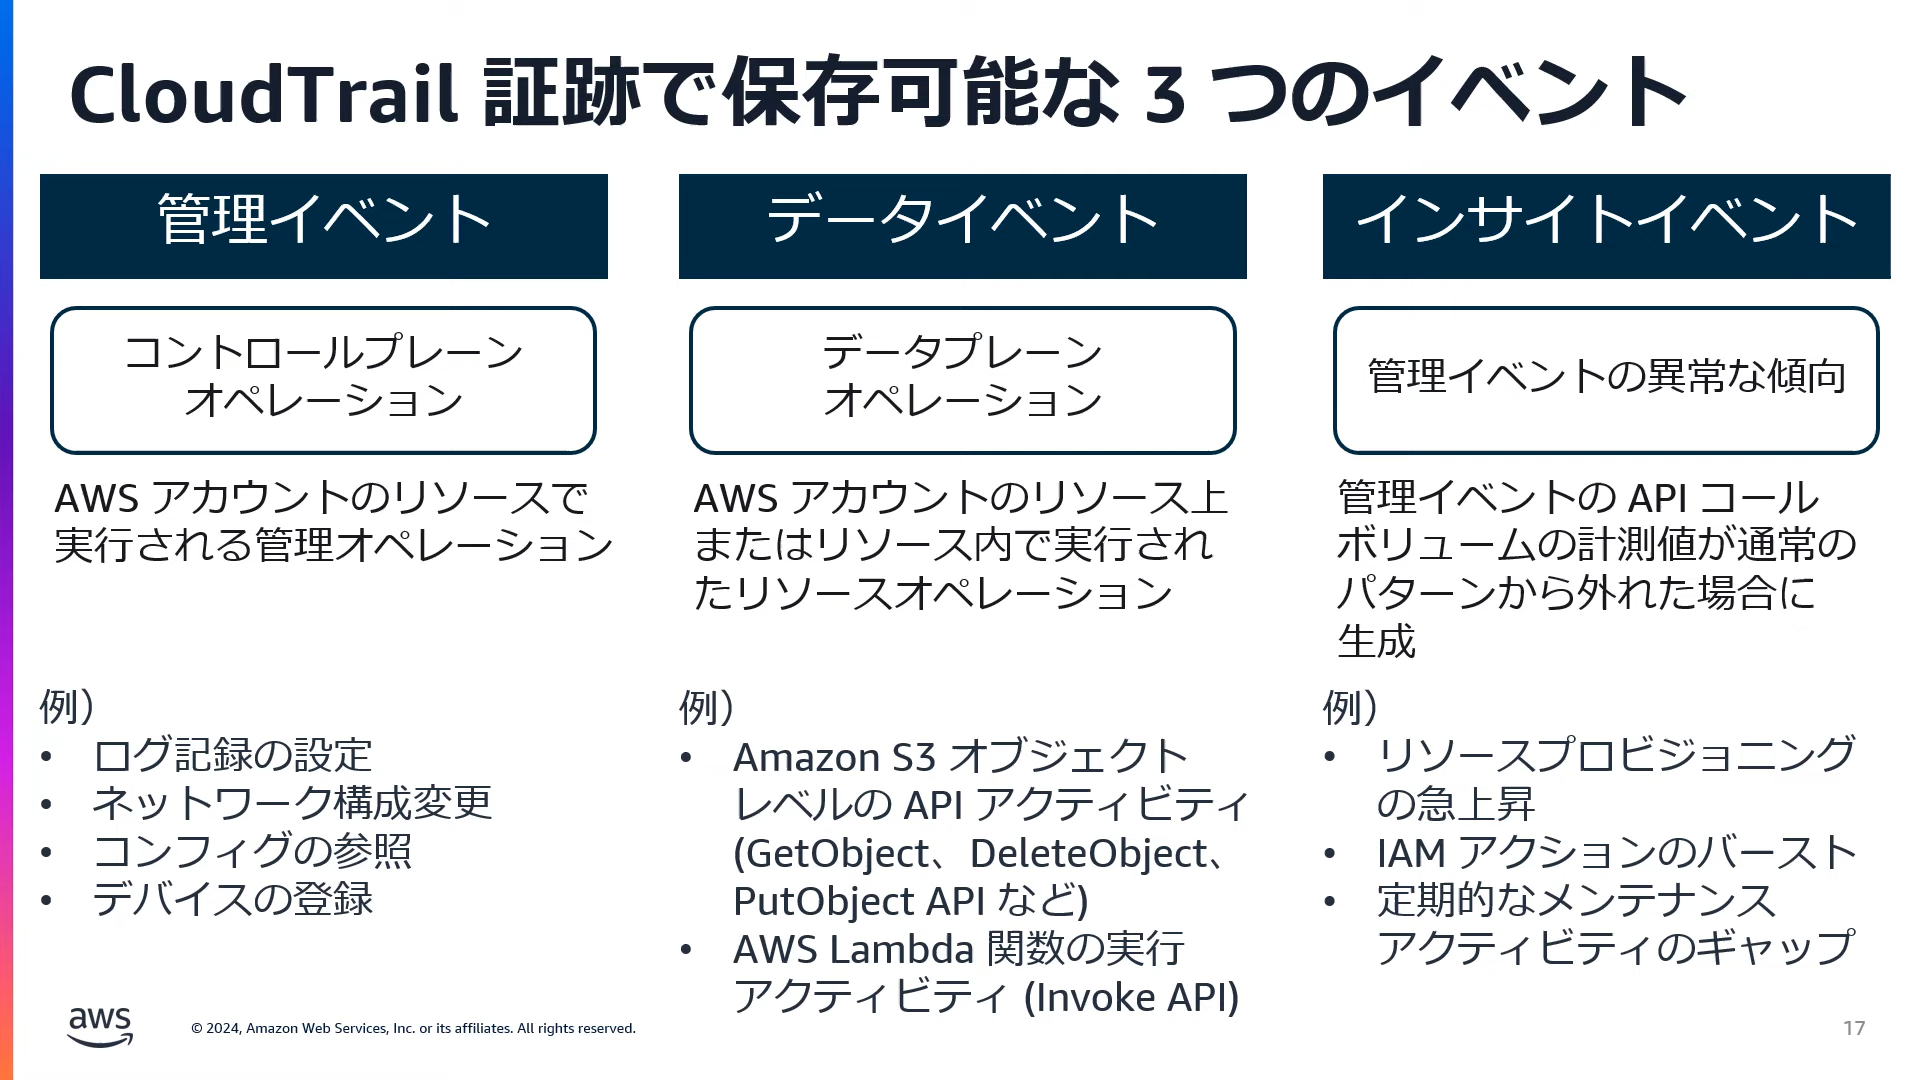 CloudTrail 証跡で保存可能な 3 つのイベント
管理イベント
コントロールプレーン
オペレーション
AWS アカウントのリソースで
実行される管理オペレーション
例）
• ログ記録の設定
• ネットワーク構成変更
• コンフィグの参照
• デバイスの登録
データイベント
データプレーン
オペレーション
AWS アカウントのリソース上
またはリソース内で実行され
たリソースオペレーション
例）
• Amazon S3 オブジェクト
レベルの API アクティビティ
(GetObject、DeleteObject、
PutObject API など)
• AWS Lambda 関数の実行
アクティビティ (Invoke API)
インサイトイベント
管理イベントの異常な傾向
管理イベントの API コール
ボリュームの計測値が通常の
パターンから外れた場合に
生成
例）
• リソースプロビジョニング
の急上昇
• IAM アクションのバースト
• 定期的なメンテナンス
アクティビティのギャップ
aws
© 2024, Amazon Web Services, Inc. or its affiliates. All rights reserved.
17